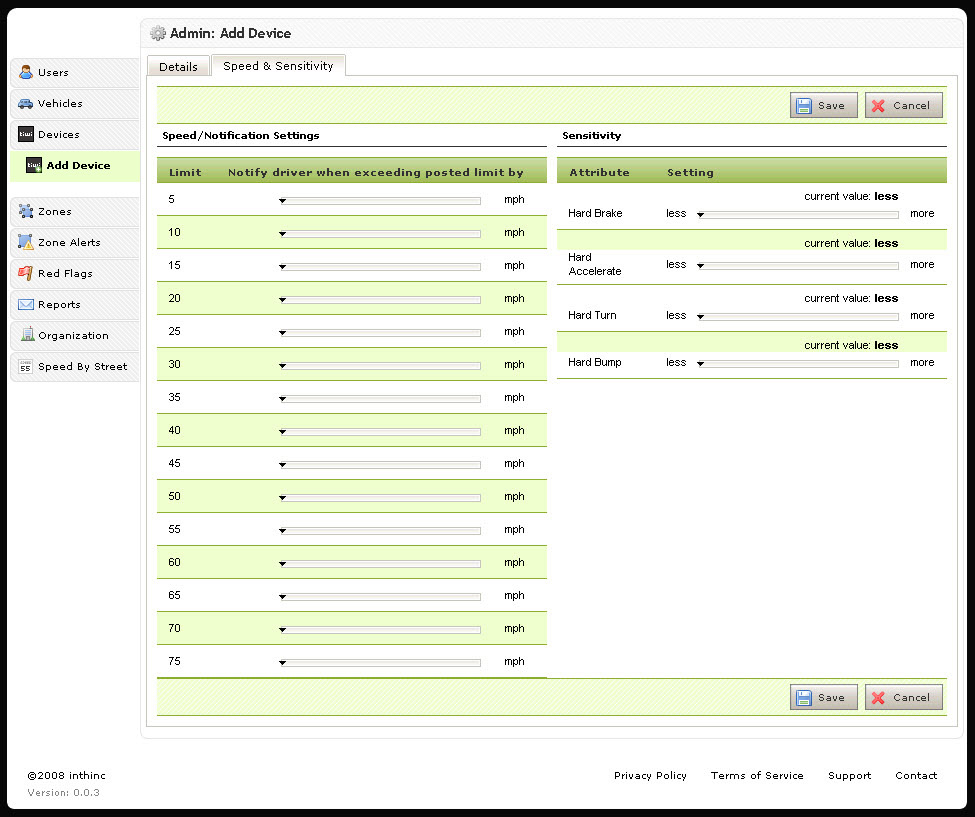 Admin: Add Device
Users
Vehicles
tiwi Devices
tiwi Add Device
Zones
Zone Alerts
Red Flags
Reports
Organization
55 Speed By Street
Details
Speed & Sensitivity
Save
Cancel
Speed/Notification Settings
Limit Notify driver when exceeding posted limit by
5 mph
10 mph
15 mph
20 mph
25 mph
30 mph
35 mph
40 mph
45 mph
50 mph
55 mph
60 mph
65 mph
70 mph
75 mph
Sensitivity
Attribute Setting
current value: less
Hard Brake less more
current value: less
Hard
Accelerate
less more
current value: less
Hard Turn less more
current value: less
Hard Bump less more
Save
Cancel
©2008 inthinc
Version: 0.0.3
Privacy Policy Terms of Service Support Contact